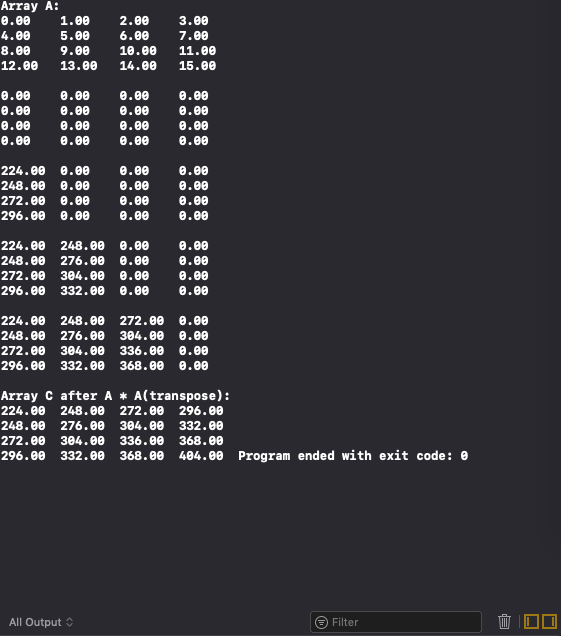 Array A:
0.00 1.00 2.00 3.00
4.00 5.00 6.00 7.00
8.00 9.00 10.00 11.00
12.00 13.00 14.00 15.00
0.00 0.00 0.00 0.00
0.00 0.00 0.00 0.00
0.00 0.00 0.00 0.00
0.00 0.00 0.00 0.00
224.00 0.00 0.00 0.00
248.00 0.00 0.00 0.00
272.00 0.00 0.00 0.00
296.00 0.00 0.00 0.00
224.00 248.00 0.00 0.00
248.00 276.00 0.00 0.00
272.00 304.00 0.00 0.00
296.00 332.00 0.00 0.00
224.00 248.00 272.00 0.00
248.00 276.00 304.00 0.00
272.00 304.00 336.00 0.00
296.00 332.00 368.00 0.00
Array C after A * A(transpose):
224.00 248.00 272.00 296.00
248.00 276.00 304.00 332.00
272.00 304.00 336.00 368.00
296.00 332.00 368.00 404.00 Program ended with exit code: 0
All Output Filter